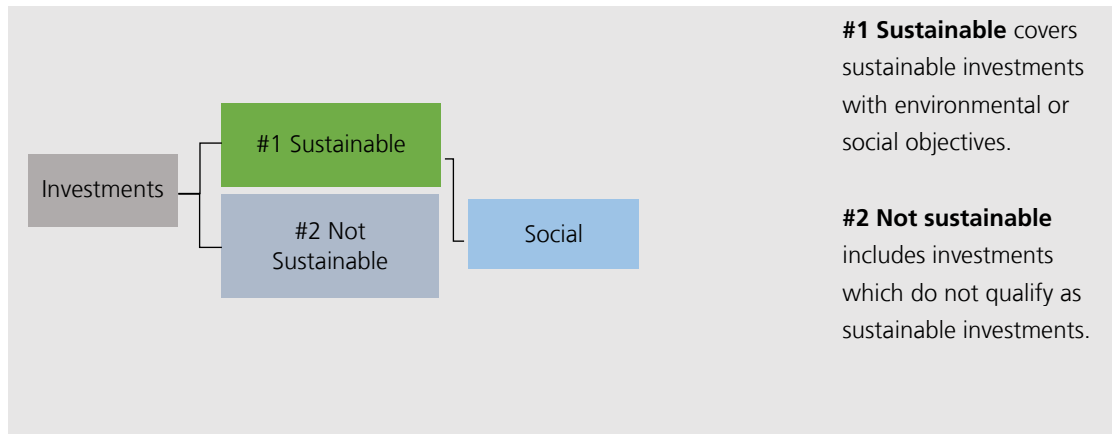 Investments
#1 Sustainable
#2 Not
Sustainable
Social
#1 Sustainable covers
sustainable investments
with environmental or
social objectives.
#2 Not sustainable
includes investments
which do not qualify as
sustainable investments.